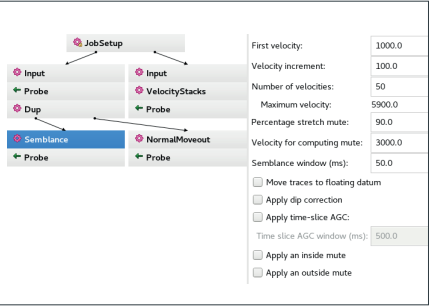 JobSetup
Input
Input
Probe
VelocityStacks
Dup
Probe
Semblance
NormalMoveout
Probe
Probe
First velocity: 1000.0
Velocity increment: 100.0
Number of velocities: 50
Maximum velocity: 5900.0
Percentage stretch mute: 90.0
Velocity for computing mute: 3000.0
Semblance window (ms): 50.0
Move traces to floating datum
Apply dip correction
Apply time-slice AGC:
Time slice AGC window (ms): 500.0
Apply an inside mute
Apply an outside mute